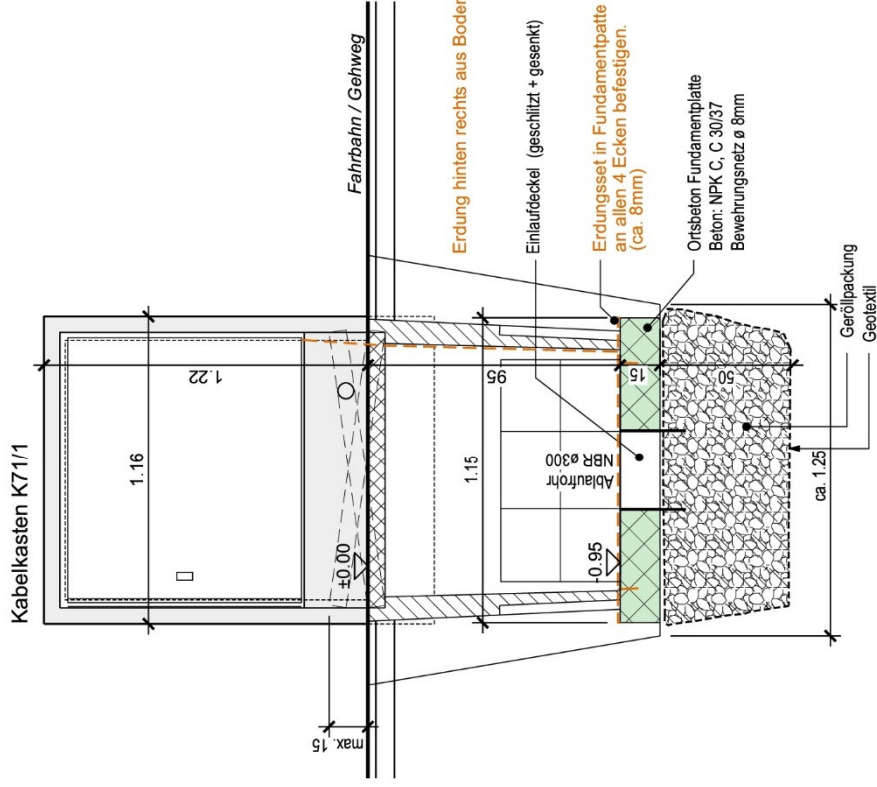 Kabelkasten K71/1
1.22
1.16
±0.00
max. 15
Fahrbahn / Gehweg
Erdung hinten rechts aus Boden
95
1.15
Ablaufrohr
NBR ø300
Einlaufdeckel (geschlitzt + gesenkt)
Erdungsset in Fundamentpatte
an allen 4 Ecken befestigen.
(ca. 8mm)
-0.95
15
Ortsbeton Fundamentplatte
Beton: NPK C, C 30/37
Bewehrungsnetz ø 8mm
50
Geröllpackung
Geotextil
ca. 1.25